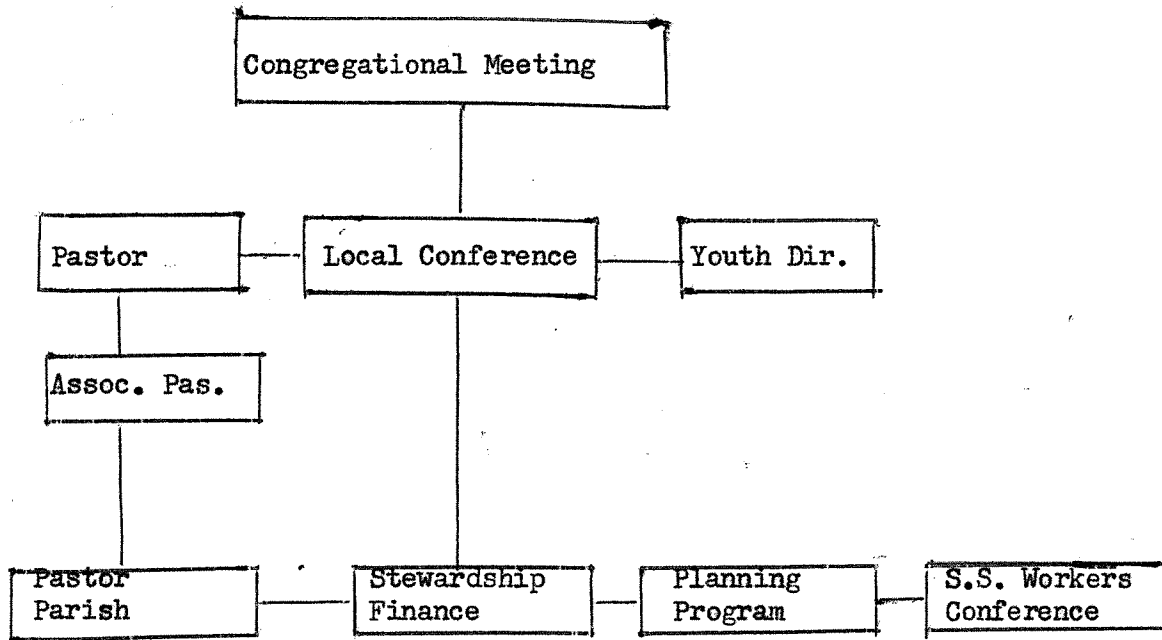 Congregational Meeting
Pastor
Local Conference
Youth Dir.
Assoc. Pas.
Pastor
Parish
Stewardship
Finance
Planning
Program
S.S. Workers
Conference